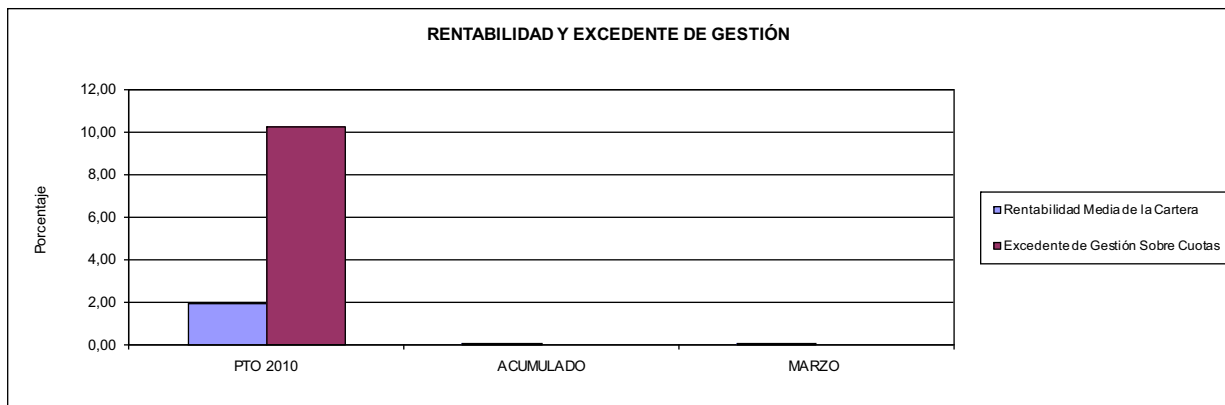 RENTABILIDAD Y EXCEDENTE DE GESTIÓN
12,00
10,00
8,00
6,00
4,00
2,00
0,00
Porcentaje
PTO 2010
ACUMULADO
MARZO
Rentabilidad Media de la Cartera
Excedente de Gestión Sobre Cuotas